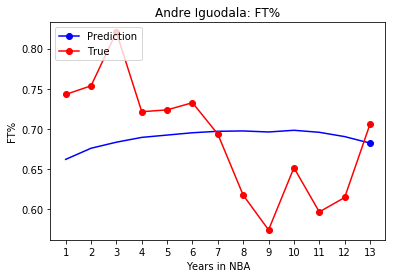 Andre Iguodala: FT%
Prediction
True
0.80
0.75
0.70
0.65
0.60
FT%
1 2 3 4 5 6 7 8 9 10 11 12 13
Years in NBA